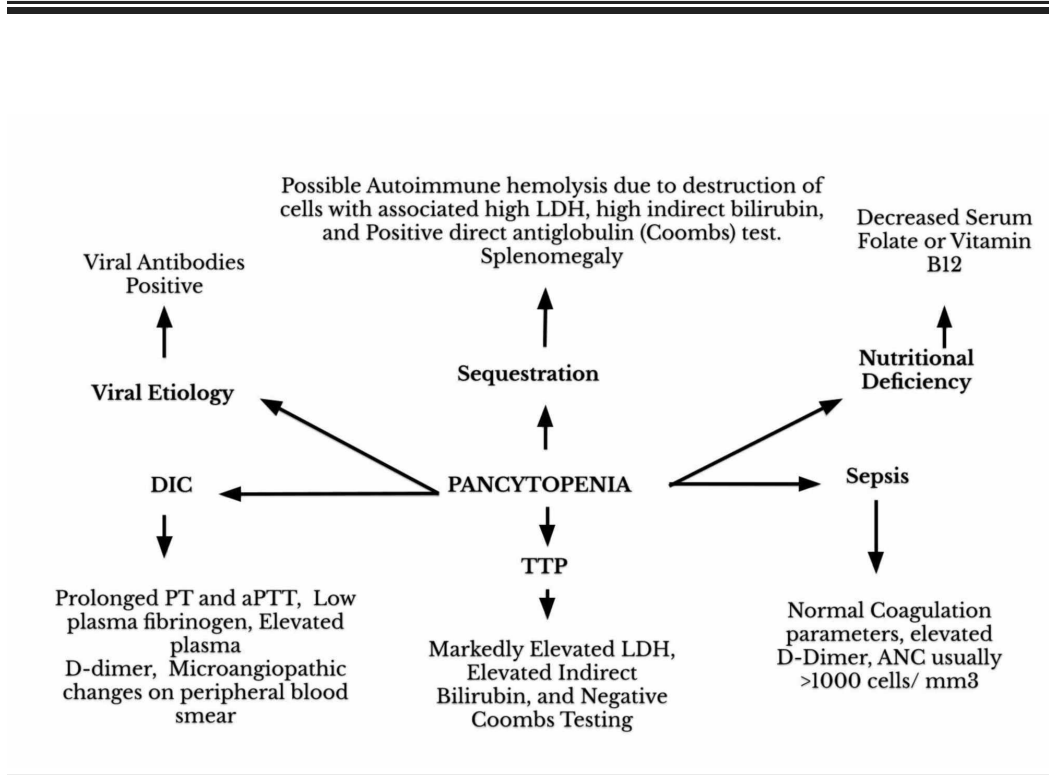 Possible Autoimmune hemolysis due to destruction of
cells with associated high LDH, high indirect bilirubin,
and Positive direct antiglobulin (Coombs) test.
Splenomegaly
Decreased Serum
Folate or Vitamin
B12
Viral Antibodies
Positive
Nutritional
Deficiency
Sequestration
Viral Etiology
DIC
PANCYTOPENIA
Sepsis
TTP
Prolonged PT and aPTT, Low
plasma fibrinogen, Elevated
plasma
D-dimer, Microangiopathic
changes on peripheral blood
smear
Markedly Elevated LDH,
Elevated Indirect
Bilirubin, and Negative
Coombs Testing
Normal Coagulation
parameters, elevated
D-Dimer, ANC usually
>1000 cells/ mm3